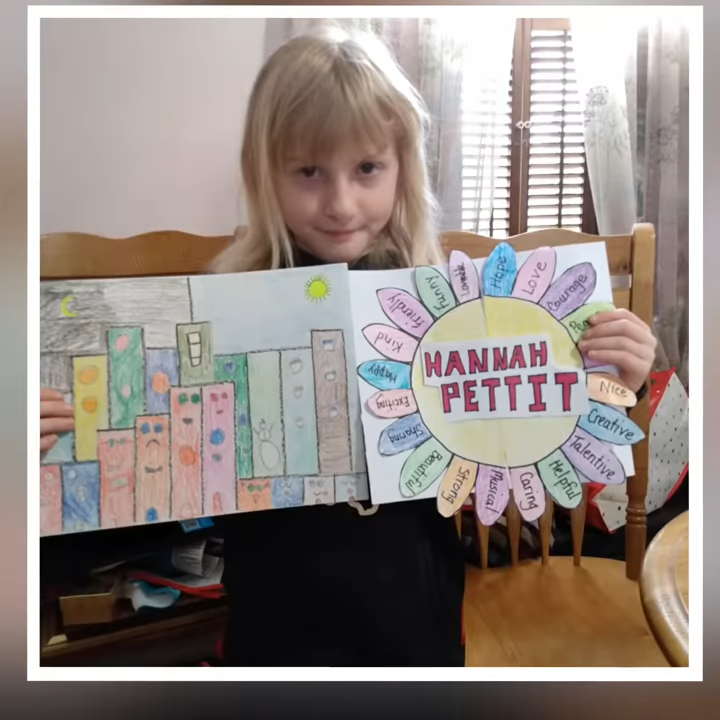 HANNAH
PETTIT
Hope
Love
Courage
Nice
Creative
Talentive
Helpful
Caring
Musical
Strong
Beautiful
Sharing
Exciting
Happy
Kind
friendly
funny